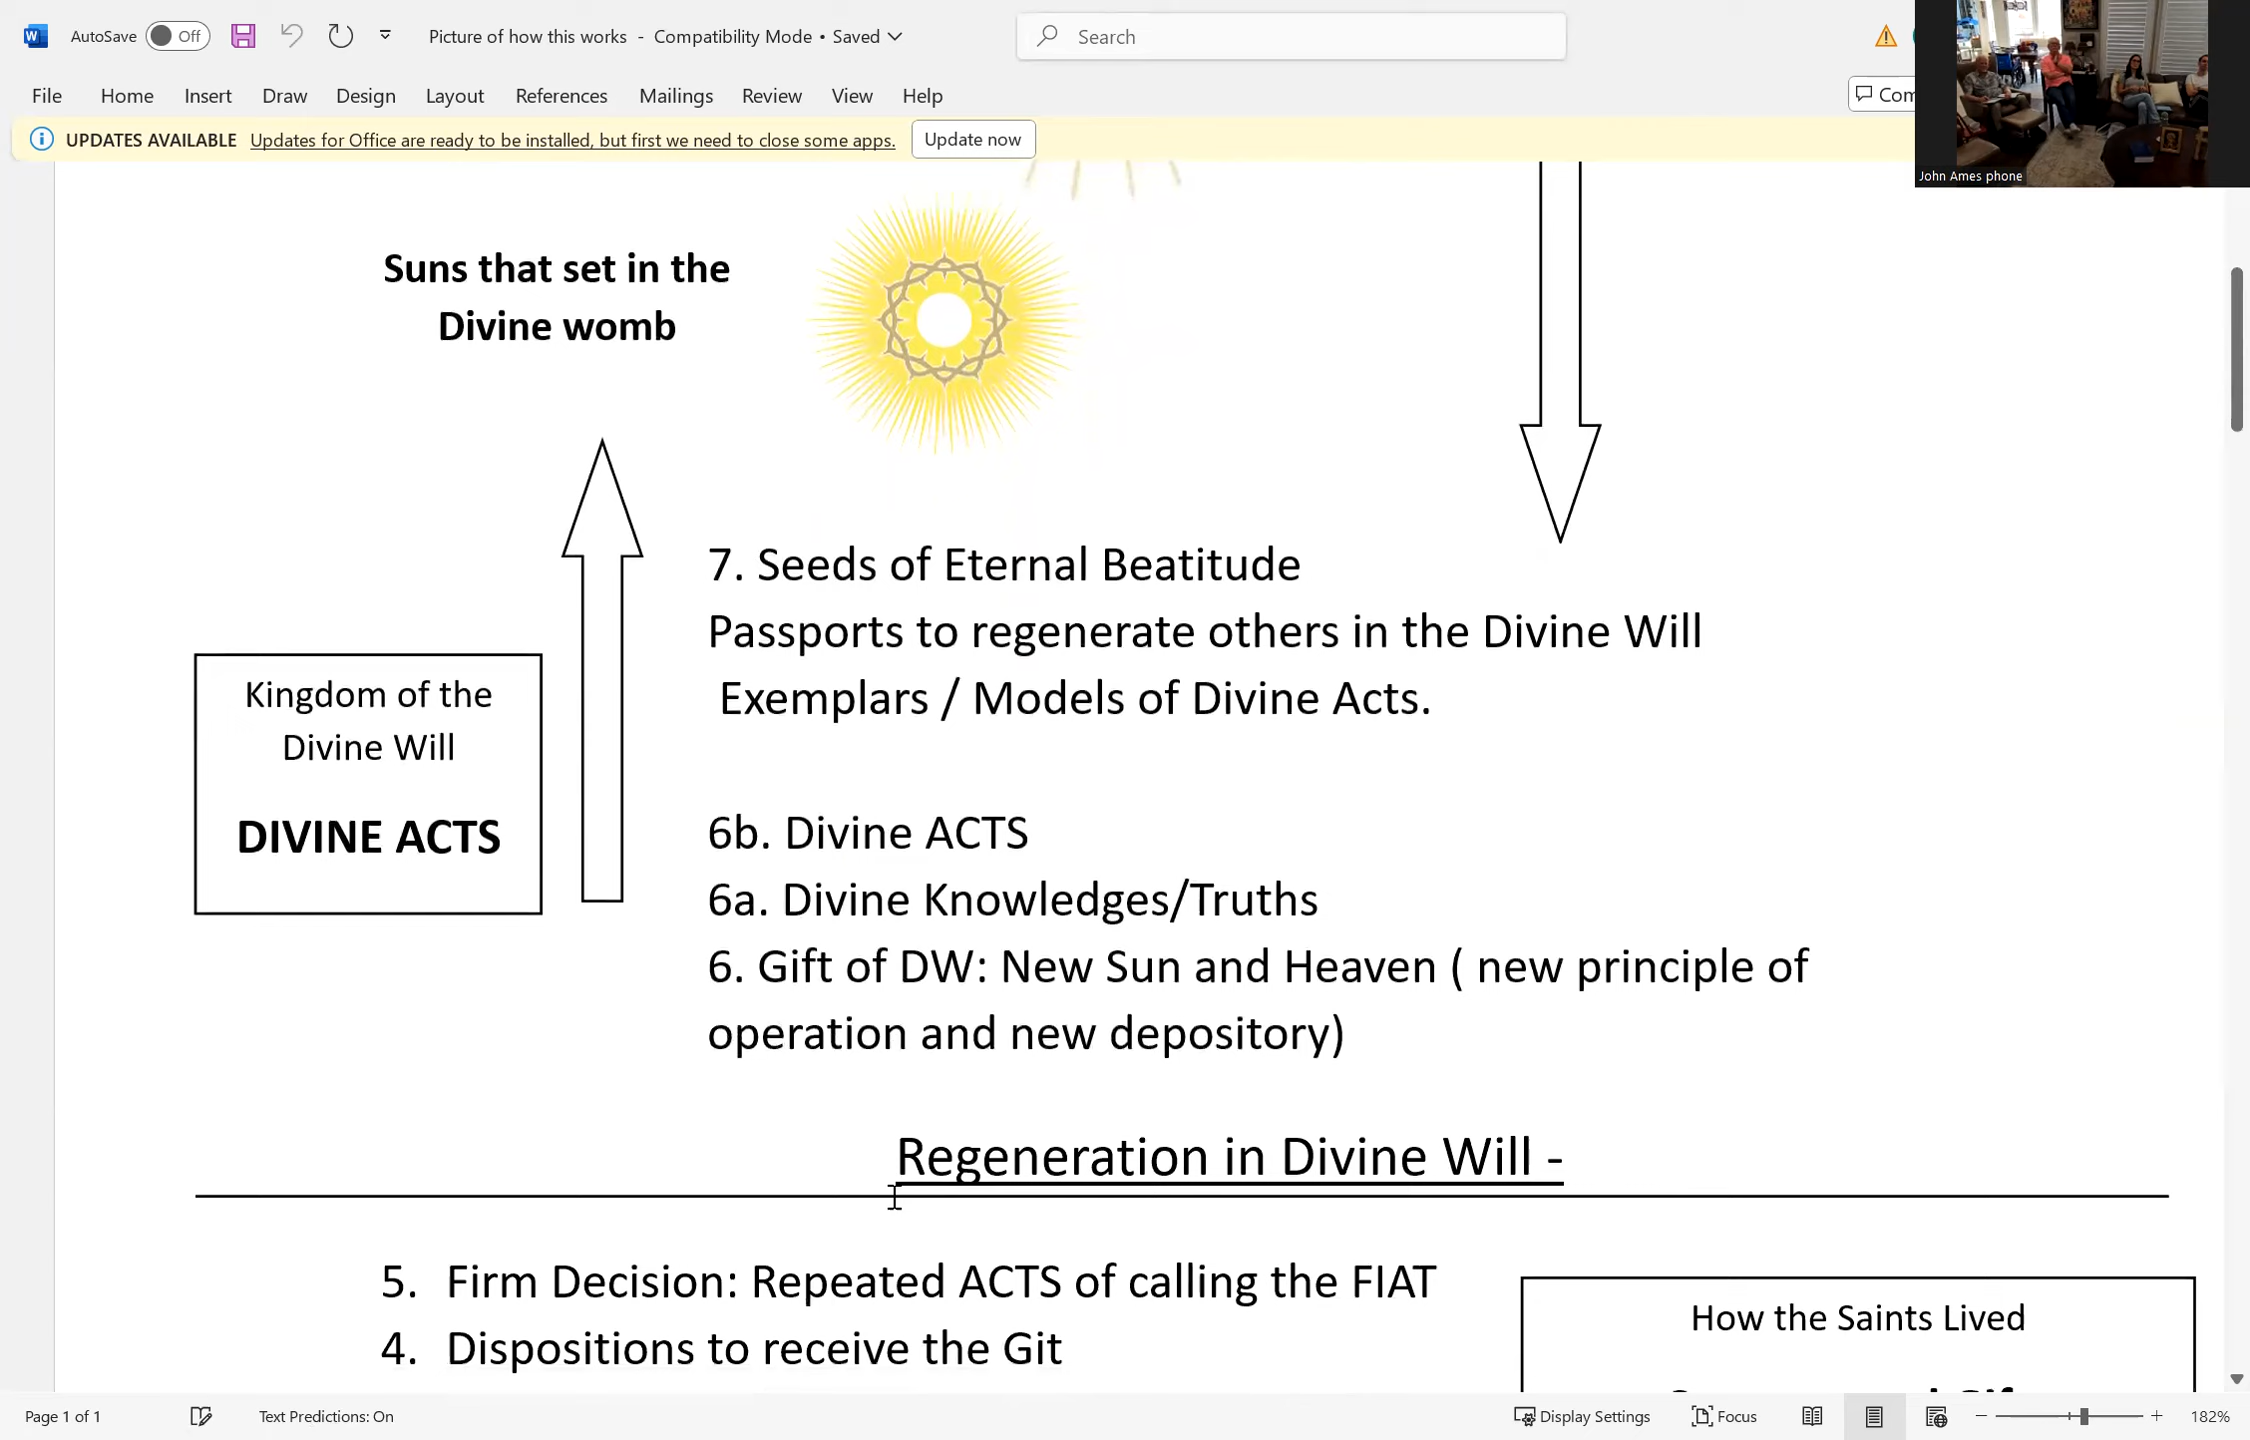 AutoSave Off Picture of how this works - Compatibility Mode • Saved Search
File Home Insert Draw Design Layout References Mailings Review View Help
UPDATES AVAILABLE Updates for Office are ready to be installed, but first we need to close some apps. Update now
John Ames phone
Suns that set in the
Divine womb
7. Seeds of Eternal Beatitude
Passports to regenerate others in the Divine Will
Exemplars / Models of Divine Acts.
Kingdom of the
Divine Will
DIVINE ACTS
6b. Divine ACTS
6a. Divine Knowledges/Truths
6. Gift of DW: New Sun and Heaven ( new principle of
operation and new depository)
Regeneration in Divine Will -
5. Firm Decision: Repeated ACTS of calling the FIAT
4. Dispositions to receive the Git
How the Saints Lived
Page 1 of 1 Text Predictions: On Display Settings Focus 182%